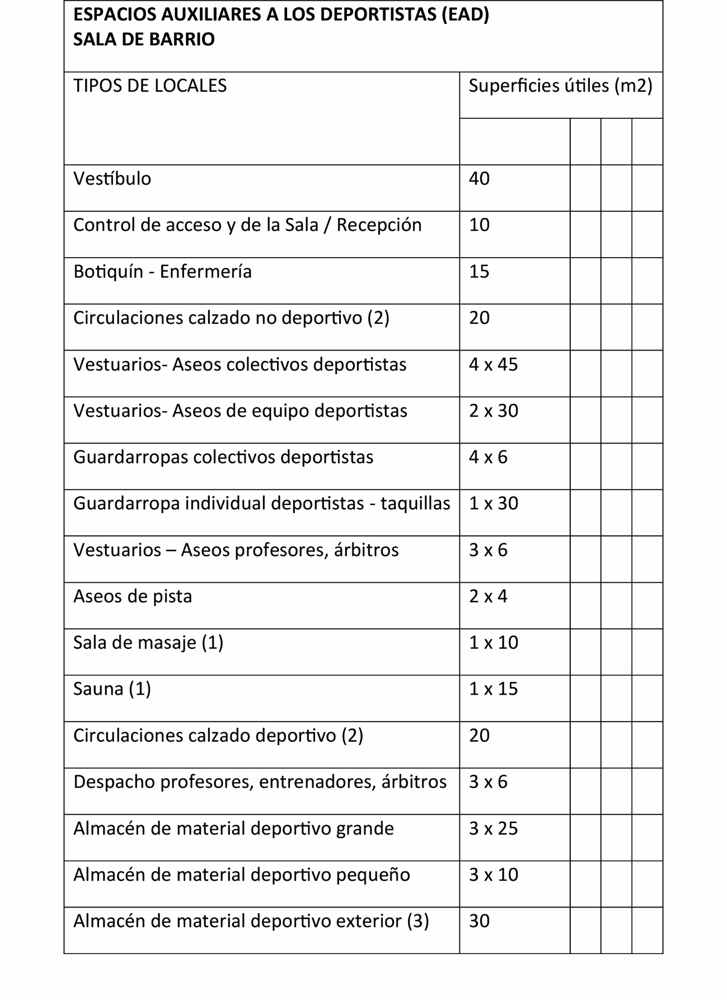 ESPACIOS AUXILIARES A LOS DEPORTISTAS (EAD)
SALA DE BARRIO
TIPOS DE LOCALES
Superficies útiles (m2)
Vestíbulo
40
Control de acceso y de la Sala / Recepción
10
Botiquín - Enfermería
15
Circulaciones calzado no deportivo (2)
20
Vestuarios- Aseos colectivos deportistas
4 x 45
Vestuarios- Aseos de equipo deportistas
2 x 30
Guardarropas colectivos deportistas
4 x 6
Guardarropa individual deportistas - taquillas
1 x 30
Vestuarios – Aseos profesores, árbitros
3 x 6
Aseos de pista
2 x 4
Sala de masaje (1)
1 x 10
Sauna (1)
1 x 15
Circulaciones calzado deportivo (2)
20
Despacho profesores, entrenadores, árbitros
3 x 6
Almacén de material deportivo grande
3 x 25
Almacén de material deportivo pequeño
3 x 10
Almacén de material deportivo exterior (3)
30